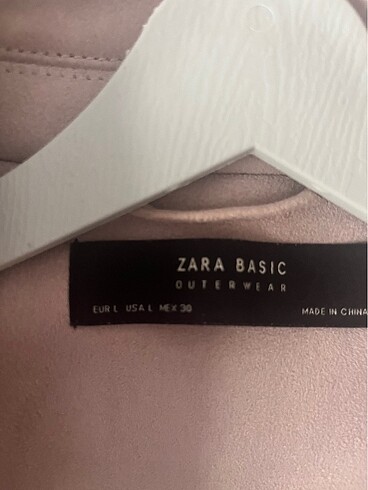 ZARA BASIC
OUTERWEAR
EUR L USA L MEX 30
MADE IN CHINA